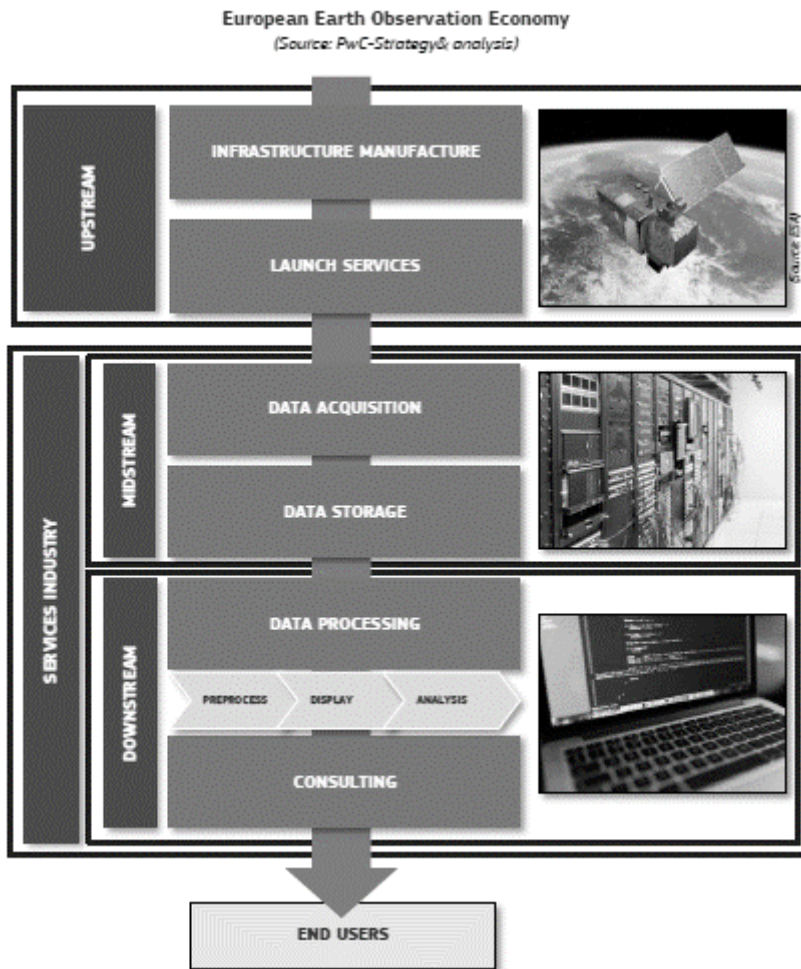 European Earth Observation Economy
(Source: PwC-Strategy& analysis)
UPSTREAM
INFRASTRUCTURE MANUFACTURE
LAUNCH SERVICES
(Source: ESA)
SERVICES INDUSTRY
MIDSTREAM
DATA ACQUISITION
DATA STORAGE
DOWNSTREAM
DATA PROCESSING
PREPROCESS
DISPLAY
ANALYSIS
CONSULTING
END USERS